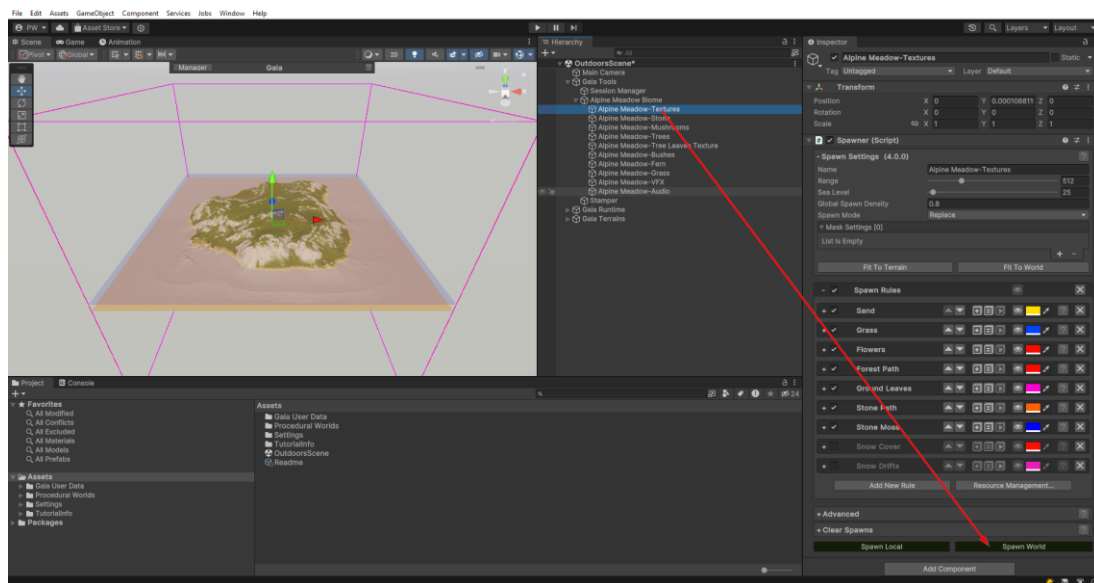 File Edit Assets GameObject Component Services Jobs Window Help
PW Asset Store
Layers Layout
Scene Game Animation
Pivot Global 2D
Manager Gaia
Hierarchy
All
OutdoorsScene*
Main Camera
Gaia Tools
Session Manager
Alpine Meadow Biome
Alpine Meadow-Textures
Alpine Meadow-Stone
Alpine Meadow-Mushrooms
Alpine Meadow-Trees
Alpine Meadow-Tree Leaves Texture
Alpine Meadow-Bushes
Alpine Meadow-Fern
Alpine Meadow-Grass
Alpine Meadow-VFX
Alpine Meadow-Audio
Stamper
Gaia Runtime
Gaia Terrains
Inspector
Alpine Meadow-Textures Static
Tag Untagged Layer Default
Transform
Position X 0 Y 0.000106811 Z 0
Rotation X 0 Y 0 Z 0
Scale X 1 Y 1 Z 1
Spawner (Script)
- Spawn Settings (4.0.0)
Name Alpine Meadow-Textures
Range 512
Sea Level 25
Global Spawn Density 0.8
Spawn Mode Replace
Mask Settings [0]
List is Empty
+ -
Fit To Terrain Fit To World
- Spawn Rules
+ Sand
+ Grass
+ Flowers
+ Forest Path
+ Ground Leaves
+ Stone Path
+ Stone Moss
+ Snow Cover
+ Snow Drifts
Add New Rule Resource Management...
+Advanced
+Clear Spawns
Spawn Local Spawn World
Add Component
Project Console
24
Favorites
All Modified
All Conflicts
All Excluded
All Materials
All Models
All Prefabs
Assets
Gaia User Data
Procedural Worlds
Settings
TutorialInfo
Packages
Assets
Gaia User Data
Procedural Worlds
Settings
TutorialInfo
OutdoorsScene
Readme